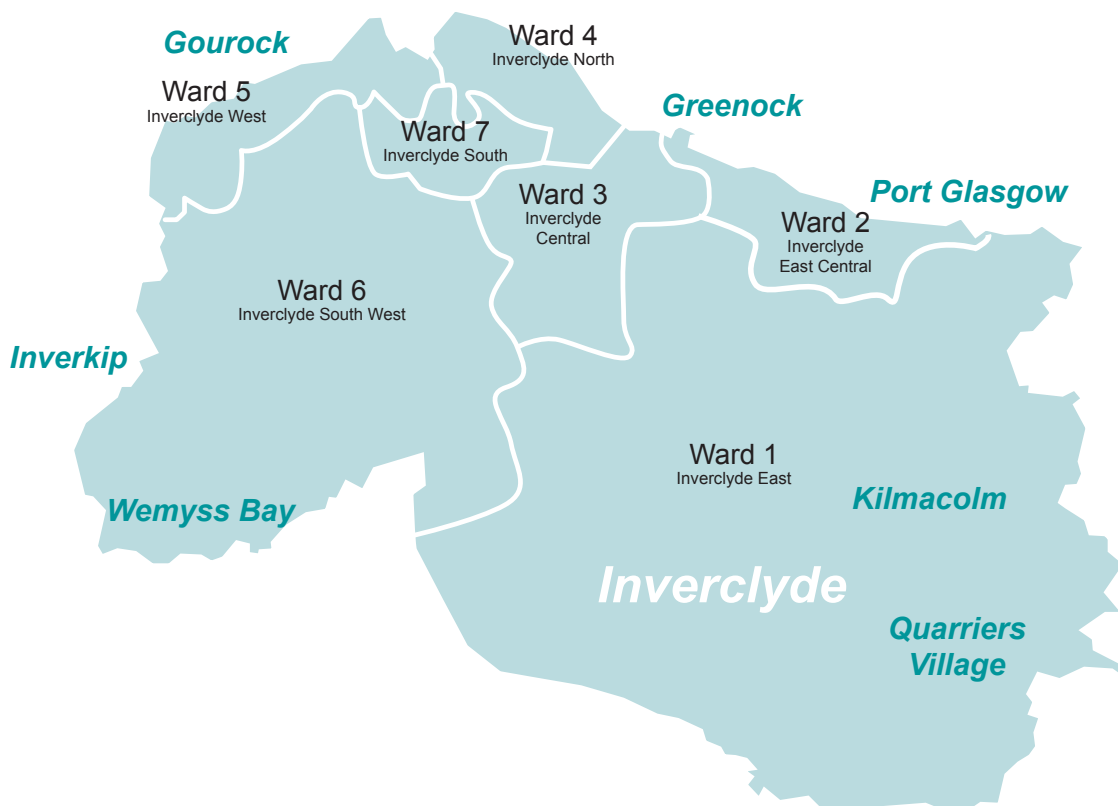 Gourock
Ward 4
Inverclyde North
Ward 5
Inverclyde West
Greenock
Ward 7
Inverclyde South
Port Glasgow
Ward 3
Inverclyde
Central
Ward 2
Inverclyde
East Central
Ward 6
Inverclyde South West
Inverkip
Ward 1
Inverclyde East
Kilmacolm
Wemyss Bay
Inverclyde
Quarriers
Village